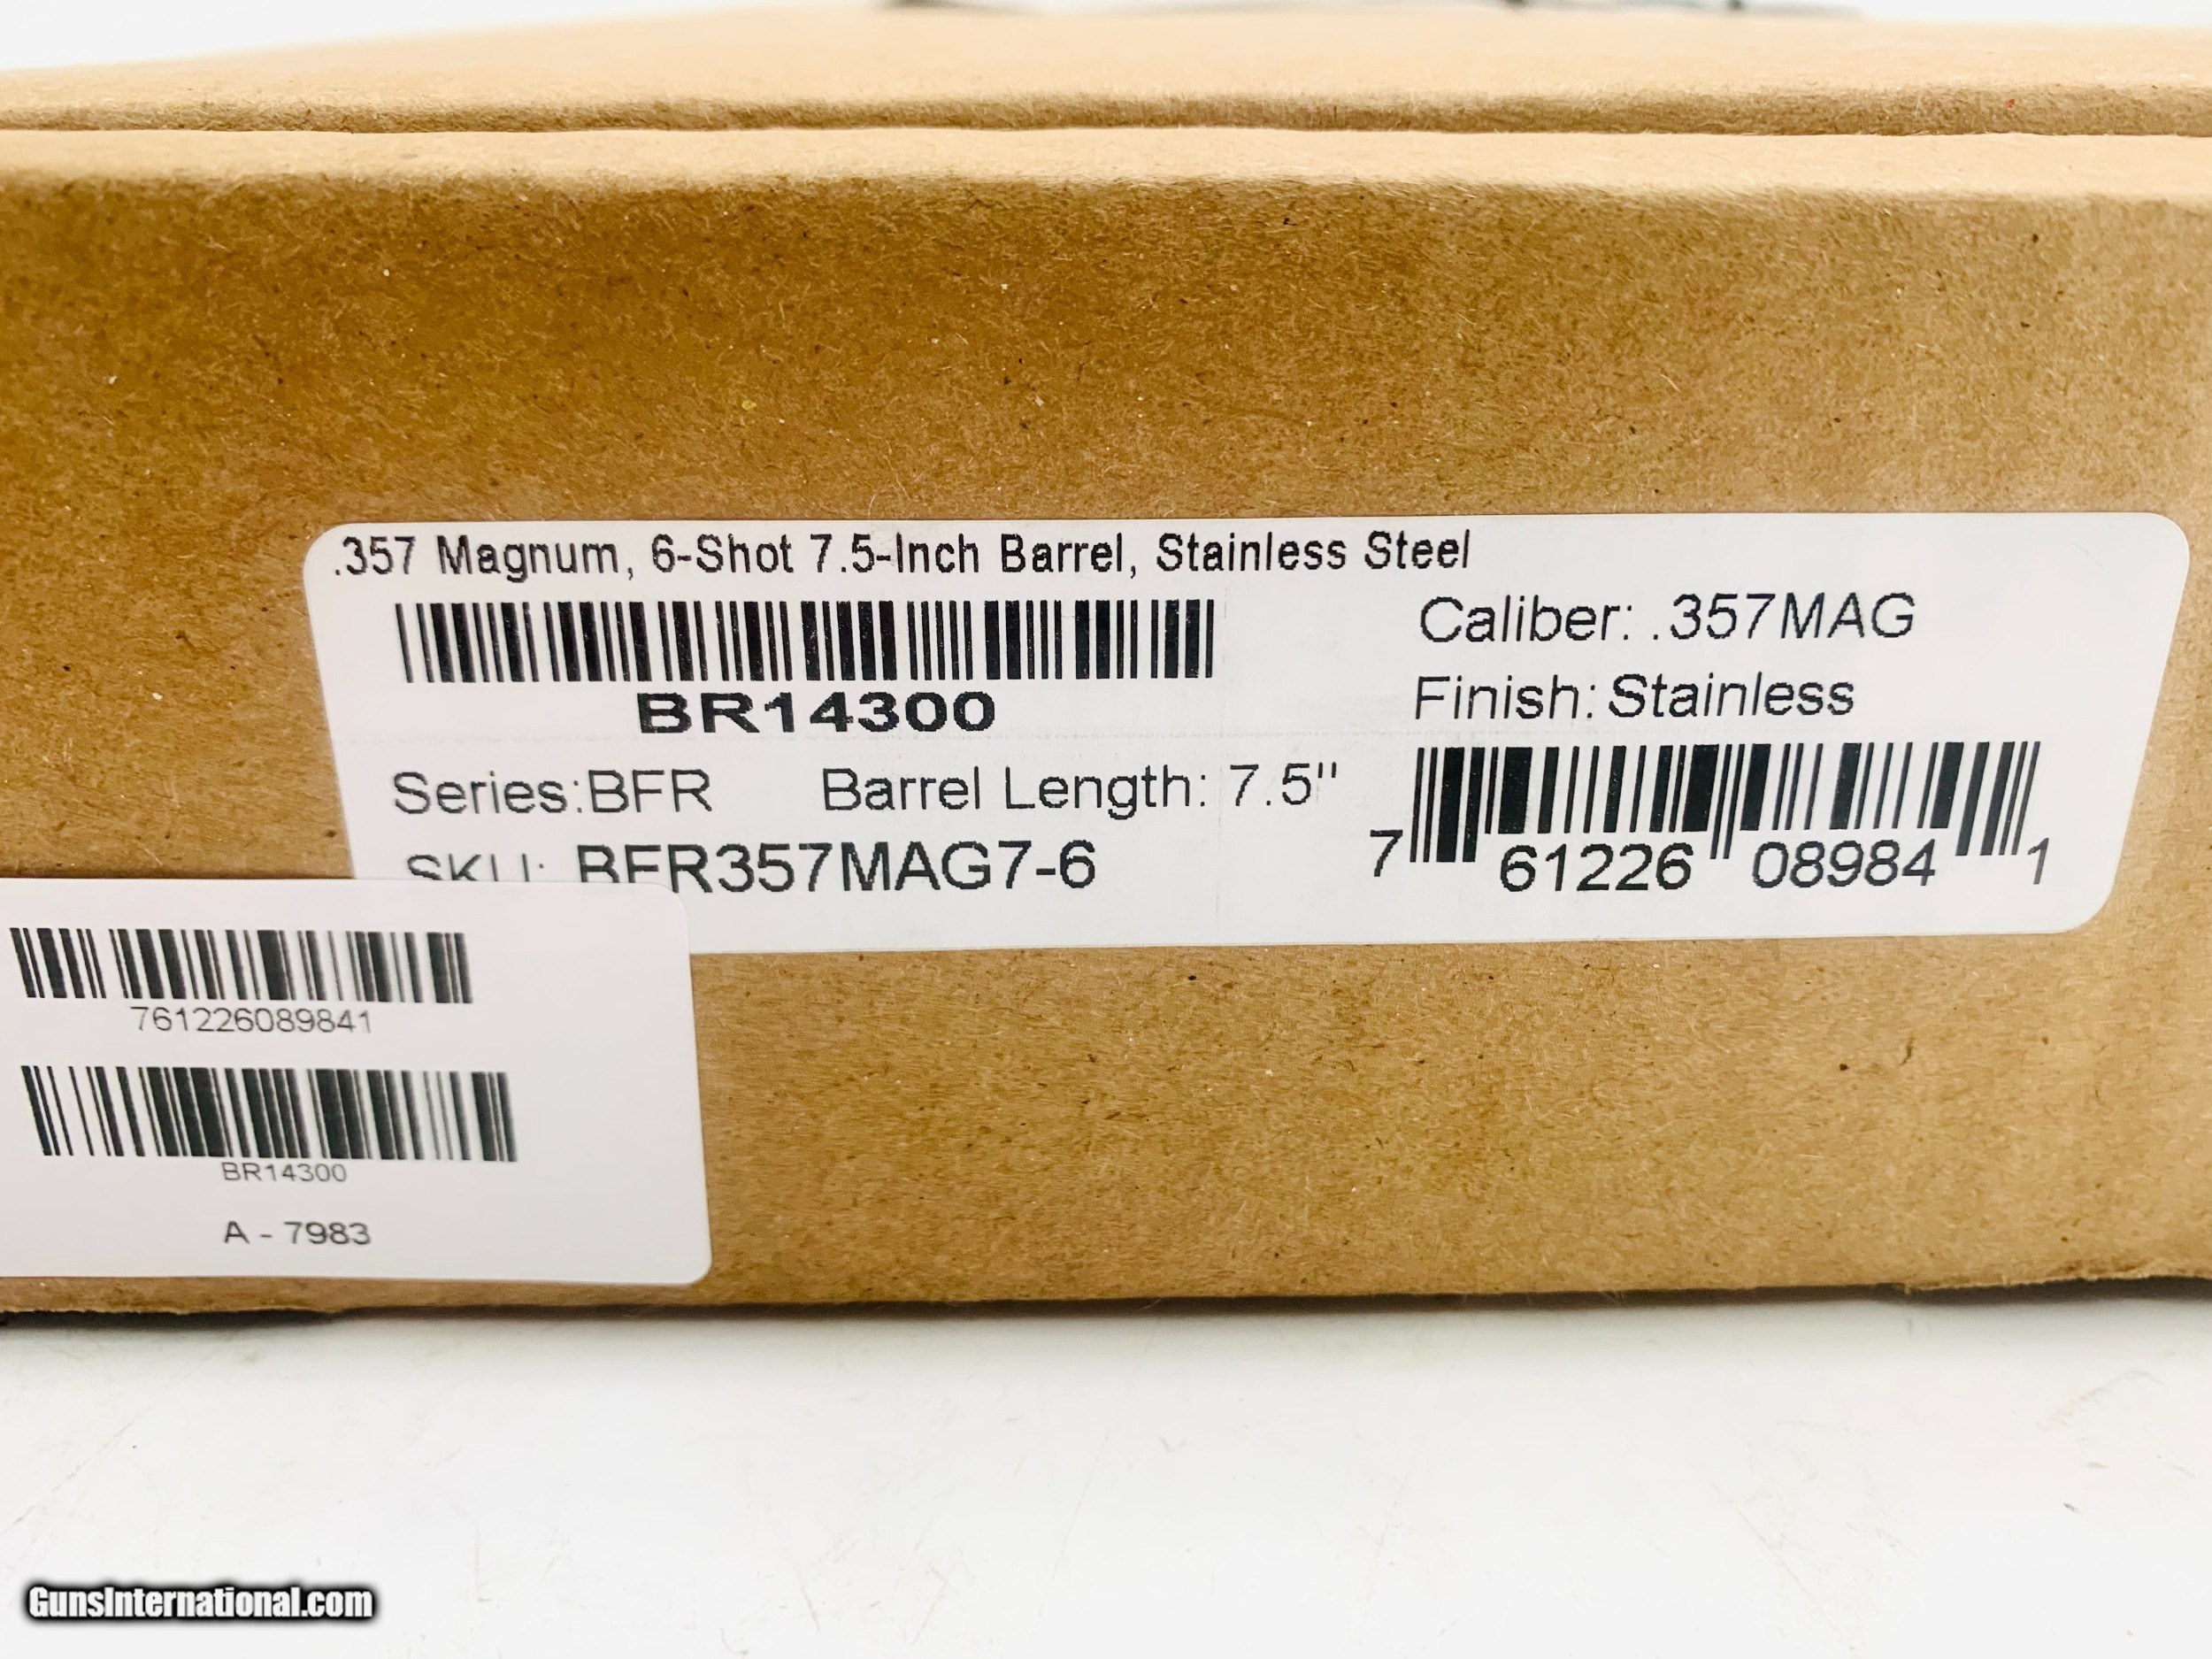 .357 Magnum, 6-Shot 7.5-Inch Barrel, Stainless Steel
BR14300
Caliber: .357MAG
Finish: Stainless
Series:BFR Barrel Length: 7.5"
SKU: BFR357MAG7-6
7 61226 08984 1
761226089841
BR14300
A - 7983
GunsInternational.com